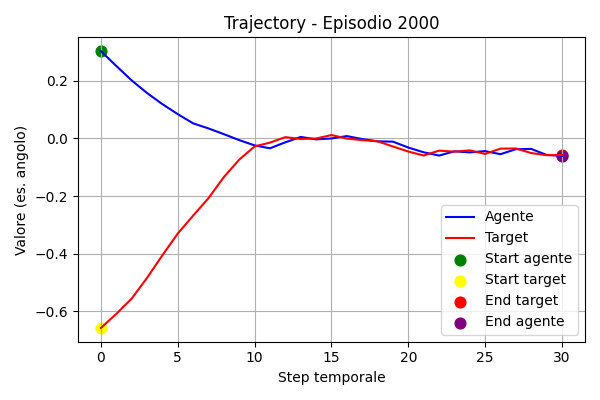 Trajectory - Episodio 2000
Valore (es. angolo)
0.2
0.0
−0.2
−0.4
−0.6
Agente
Target
Start agente
Start target
End target
End agente
0 5 10 15 20 25 30
Step temporale